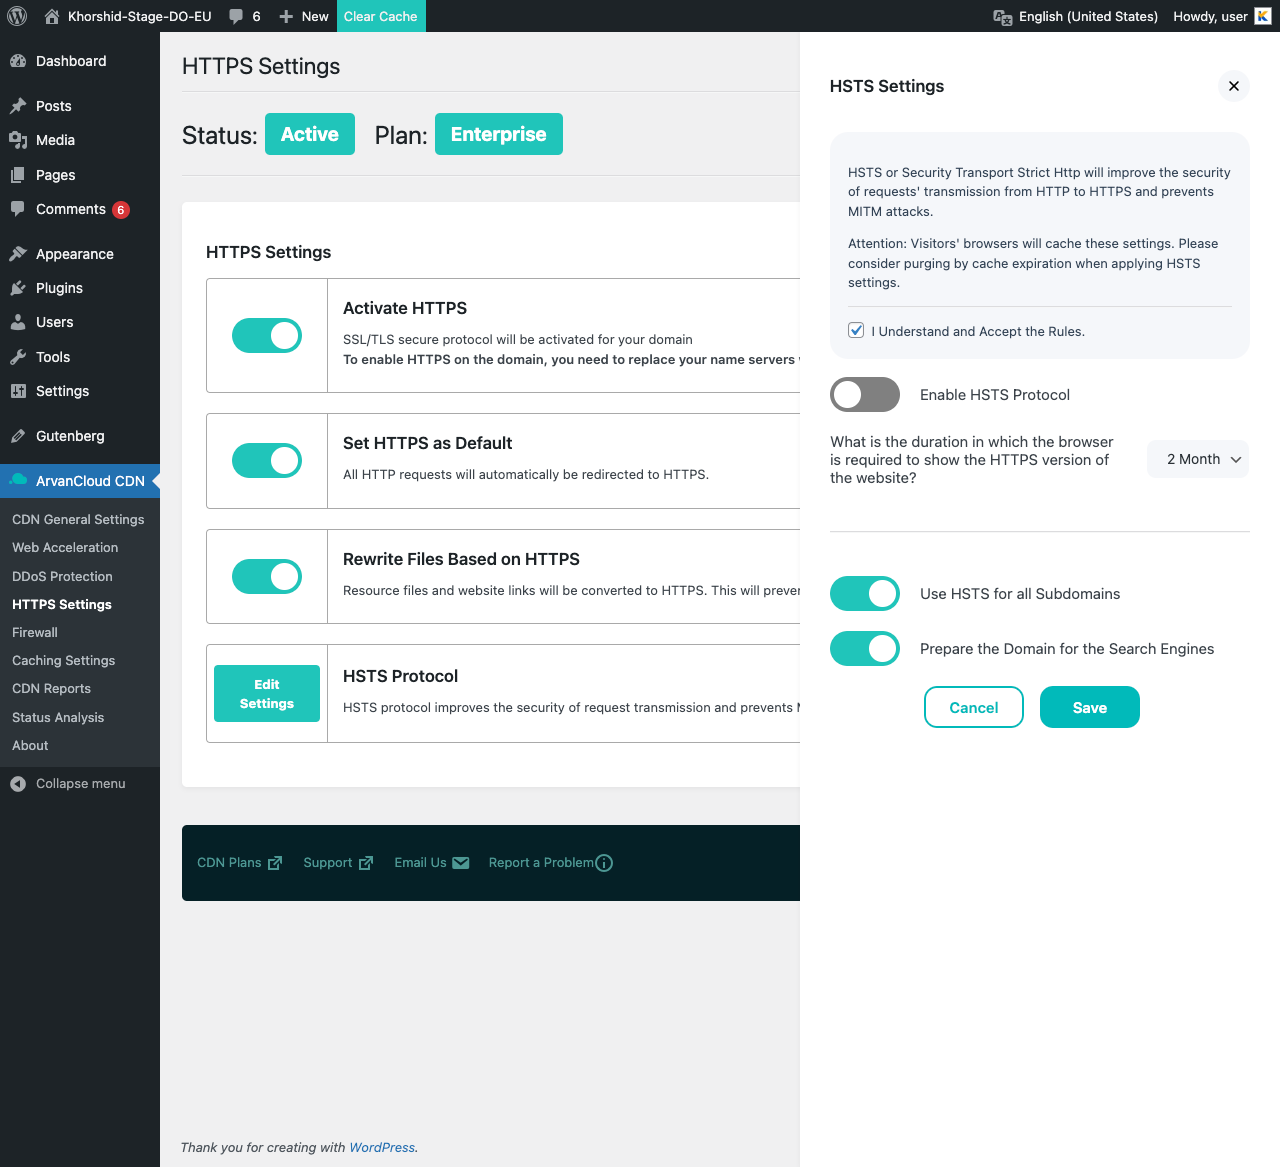 Khorshid-Stage-DO-EU
6
New
Clear Cache
English (United States)
Howdy, user
Dashboard
Posts
Media
Pages
Comments 6
Appearance
Plugins
Users
Tools
Settings
Gutenberg
ArvanCloud CDN
CDN General Settings
Web Acceleration
DDoS Protection
HTTPS Settings
Firewall
Caching Settings
CDN Reports
Status Analysis
About
Collapse menu
HTTPS Settings
Status: Active Plan: Enterprise
HTTPS Settings
Activate HTTPS
SSL/TLS secure protocol will be activated for your domain
To enable HTTPS on the domain, you need to replace your name servers
Set HTTPS as Default
All HTTP requests will automatically be redirected to HTTPS.
Rewrite Files Based on HTTPS
Resource files and website links will be converted to HTTPS. This will
Edit
Settings
HSTS Protocol
HSTS protocol improves the security of request transmission and prevents
CDN Plans
Support
Email Us
Report a Problem
Thank you for creating with WordPress.
HSTS Settings
HSTS or Security Transport Strict Http will improve the security
of requests' transmission from HTTP to HTTPS and prevents
MITM attacks.
Attention: Visitors' browsers will cache these settings. Please
consider purging by cache expiration when applying HSTS
settings.
I Understand and Accept the Rules.
Enable HSTS Protocol
What is the duration in which the browser
is required to show the HTTPS version of
the website?
2 Month
Use HSTS for all Subdomains
Prepare the Domain for the Search Engines
Cancel
Save